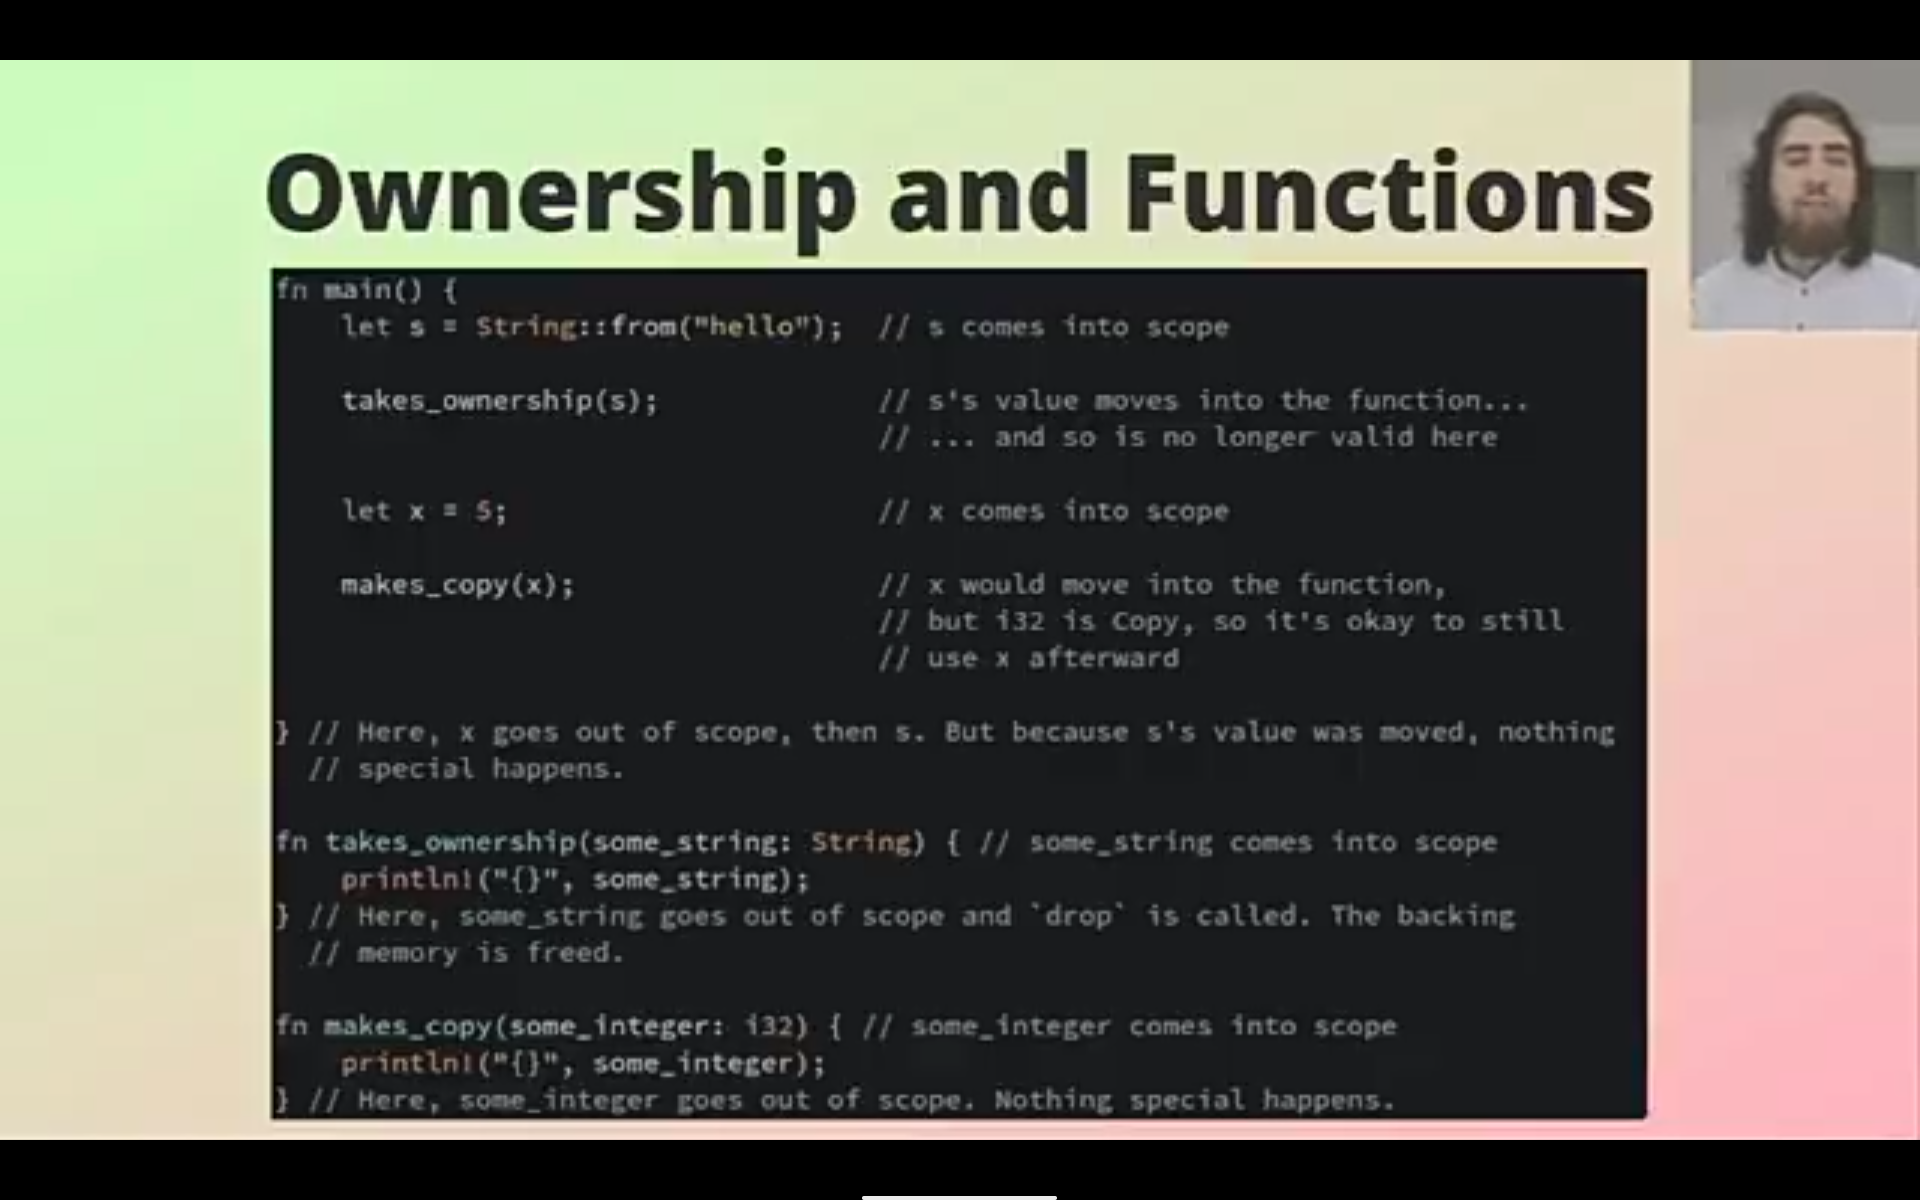 Ownership and Functions
fn main() {
    let s = String::from("hello");  // s comes into scope
    takes_ownership(s);             // s's value moves into the function...
                                    // ... and so is no longer valid here
    let x = 5;                      // x comes into scope
    makes_copy(x);                  // x would move into the function,
                                    // but i32 is Copy, so it's okay to still
                                    // use x afterward
} // Here, x goes out of scope, then s. But because s's value was moved, nothing
  // special happens.
fn takes_ownership(some_string: String) { // some_string comes into scope
    println!("{}", some_string);
} // Here, some_string goes out of scope and `drop` is called. The backing
  // memory is freed.
fn makes_copy(some_integer: i32) { // some_integer comes into scope
    println!("{}", some_integer);
} // Here, some_integer goes out of scope. Nothing special happens.